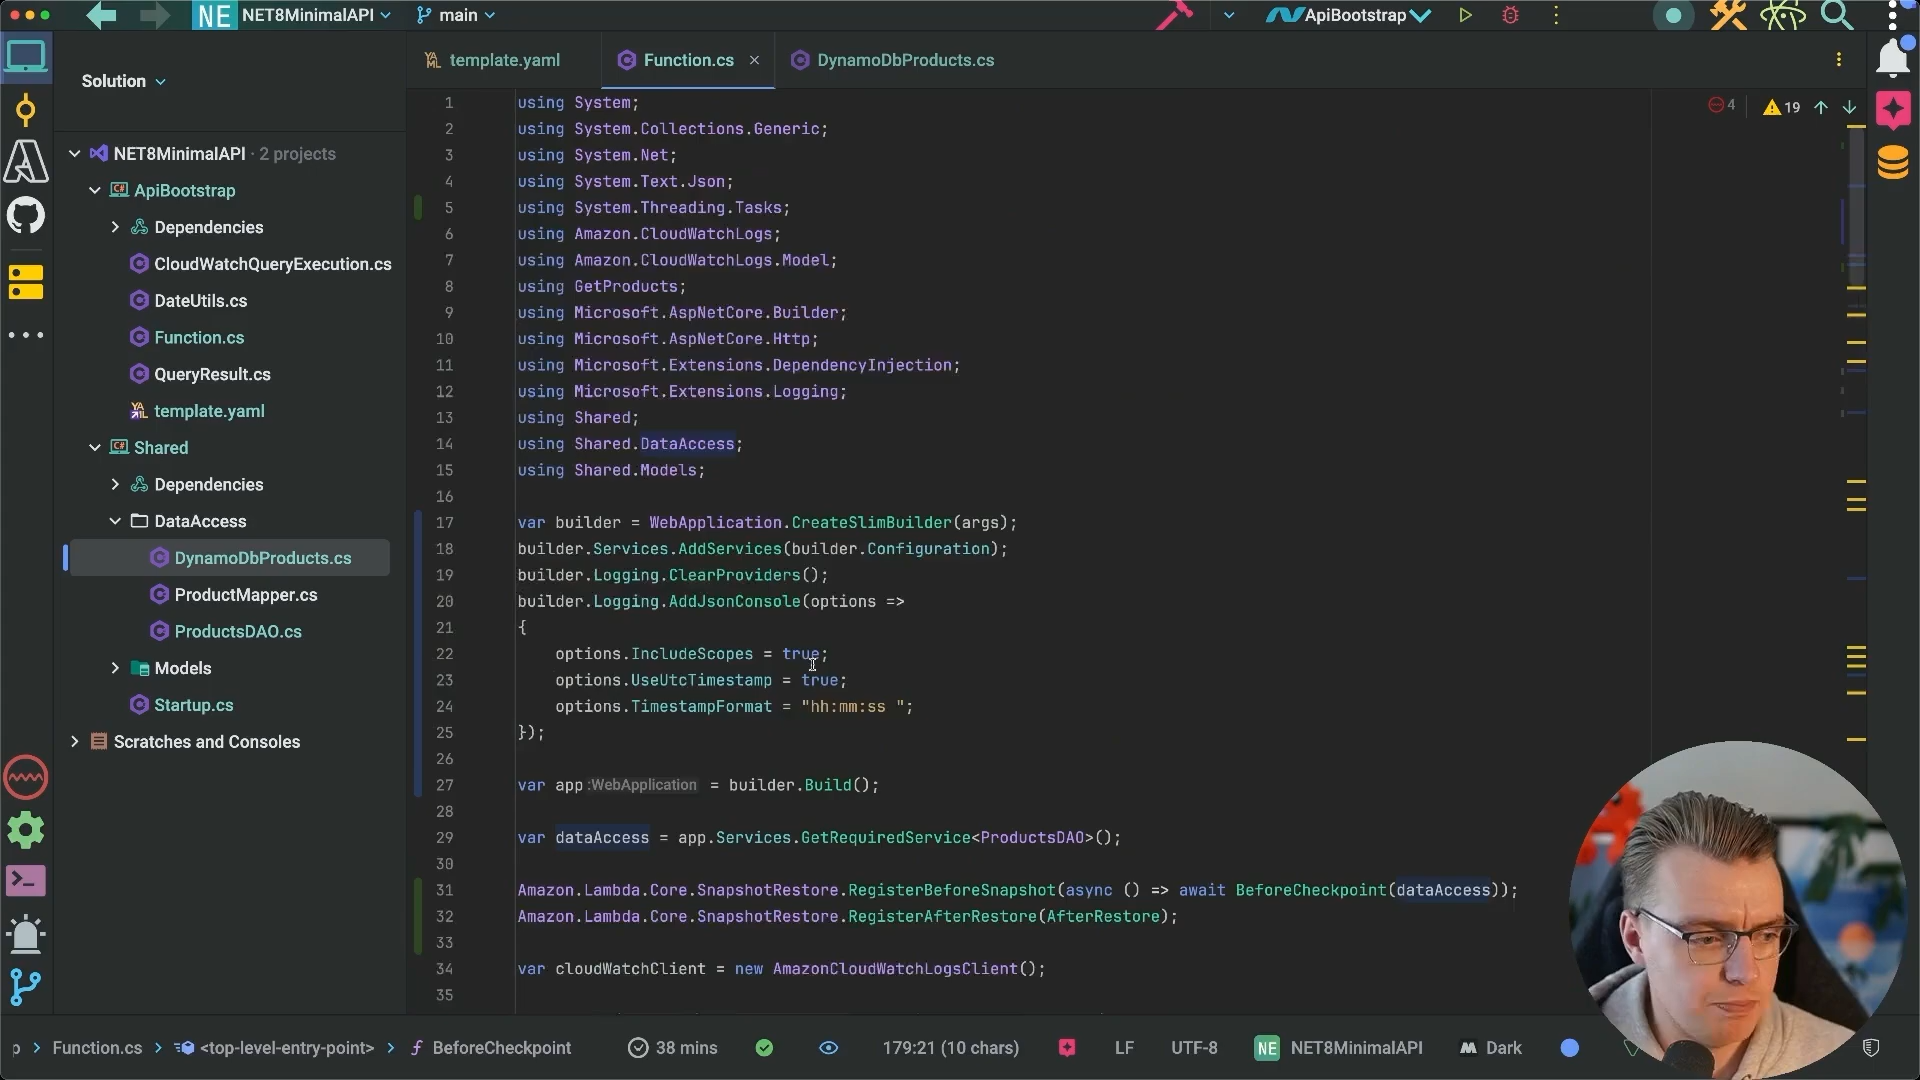 NE NET8MinimalAPI main ApiBootstrap
Solution
template.yaml Function.cs DynamoDbProducts.cs
4 19
NET8MinimalAPI · 2 projects
ApiBootstrap
Dependencies
CloudWatchQueryExecution.cs
DateUtils.cs
Function.cs
QueryResult.cs
template.yaml
Shared
Dependencies
DataAccess
DynamoDbProducts.cs
ProductMapper.cs
ProductsDAO.cs
Models
Startup.cs
Scratches and Consoles
1 using System;
2 using System.Collections.Generic;
3 using System.Net;
4 using System.Text.Json;
5 using System.Threading.Tasks;
6 using Amazon.CloudWatchLogs;
7 using Amazon.CloudWatchLogs.Model;
8 using GetProducts;
9 using Microsoft.AspNetCore.Builder;
10 using Microsoft.AspNetCore.Http;
11 using Microsoft.Extensions.DependencyInjection;
12 using Microsoft.Extensions.Logging;
13 using Shared;
14 using Shared.DataAccess;
15 using Shared.Models;
16
17 var builder = WebApplication.CreateSlimBuilder(args);
18 builder.Services.AddServices(builder.Configuration);
19 builder.Logging.ClearProviders();
20 builder.Logging.AddJsonConsole(options =>
21 {
22 options.IncludeScopes = true;
23 options.UseUtcTimestamp = true;
24 options.TimestampFormat = "hh:mm:ss ";
25 });
26
27 var app :WebApplication = builder.Build();
28
29 var dataAccess = app.Services.GetRequiredService<ProductsDAO>();
30
31 Amazon.Lambda.Core.SnapshotRestore.RegisterBeforeSnapshot(async () => await BeforeCheckpoint(dataAccess));
32 Amazon.Lambda.Core.SnapshotRestore.RegisterAfterRestore(AfterRestore);
33
34 var cloudWatchClient = new AmazonCloudWatchLogsClient();
35
p > Function.cs > <top-level-entry-point> > f BeforeCheckpoint 38 mins 179:21 (10 chars) LF UTF-8 NE NET8MinimalAPI Dark